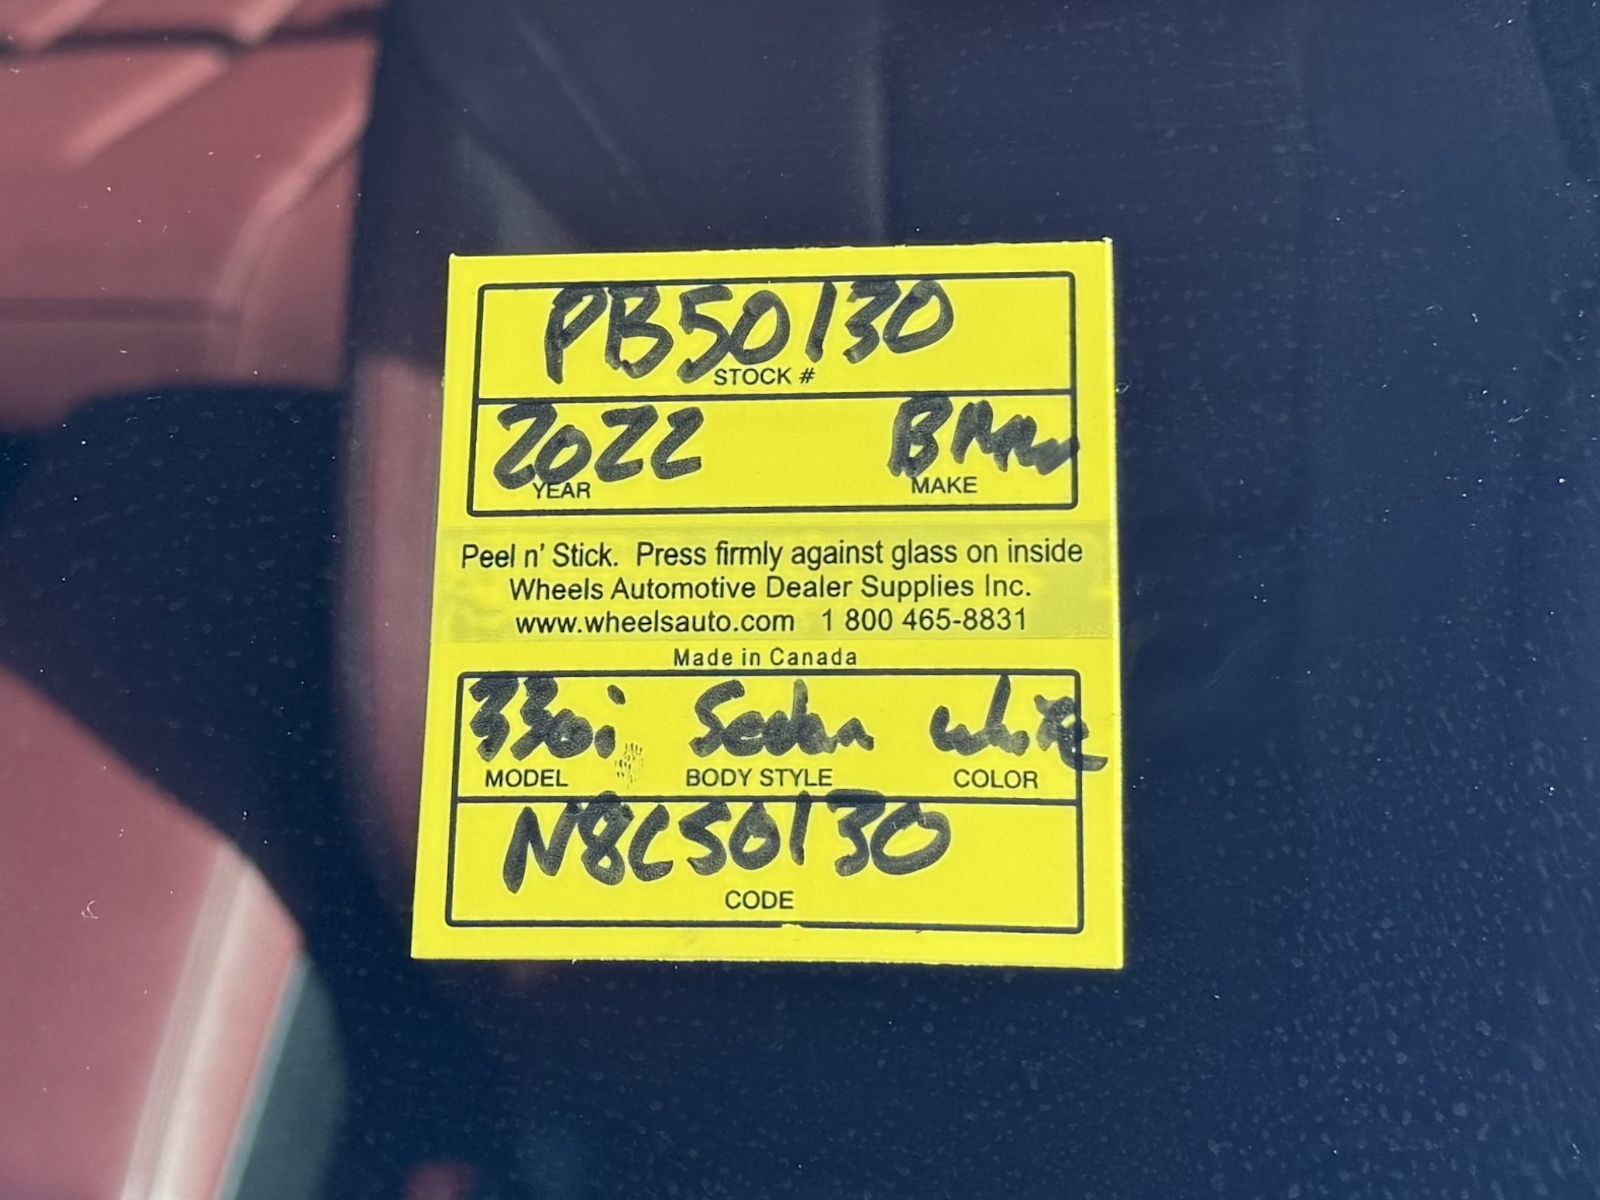 PB50130
STOCK #
2022 BMW
YEAR MAKE
Peel n' Stick. Press firmly against glass on inside
Wheels Automotive Dealer Supplies Inc.
www.wheelsauto.com 1 800 465-8831
Made in Canada
330i Sedan white
MODEL BODY STYLE COLOR
N8C50130
CODE